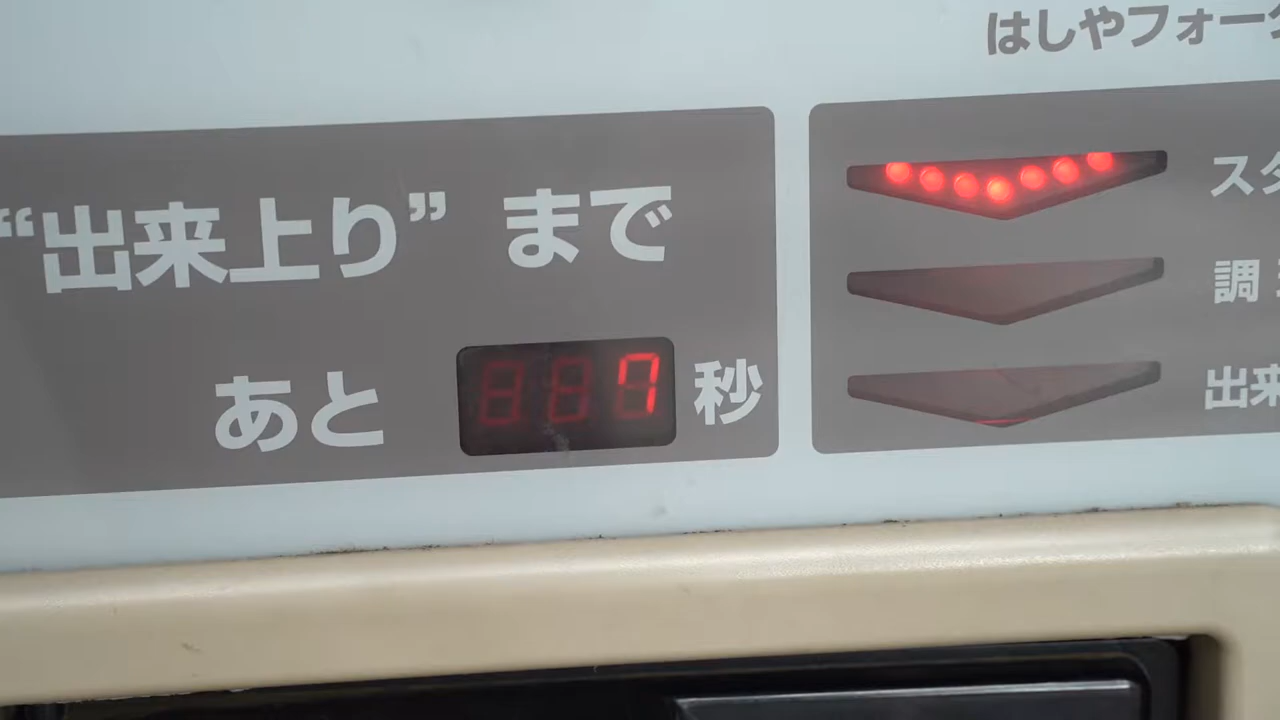 はしやフォー
“出来上り” まで
あと 7 秒
ス
調
出来